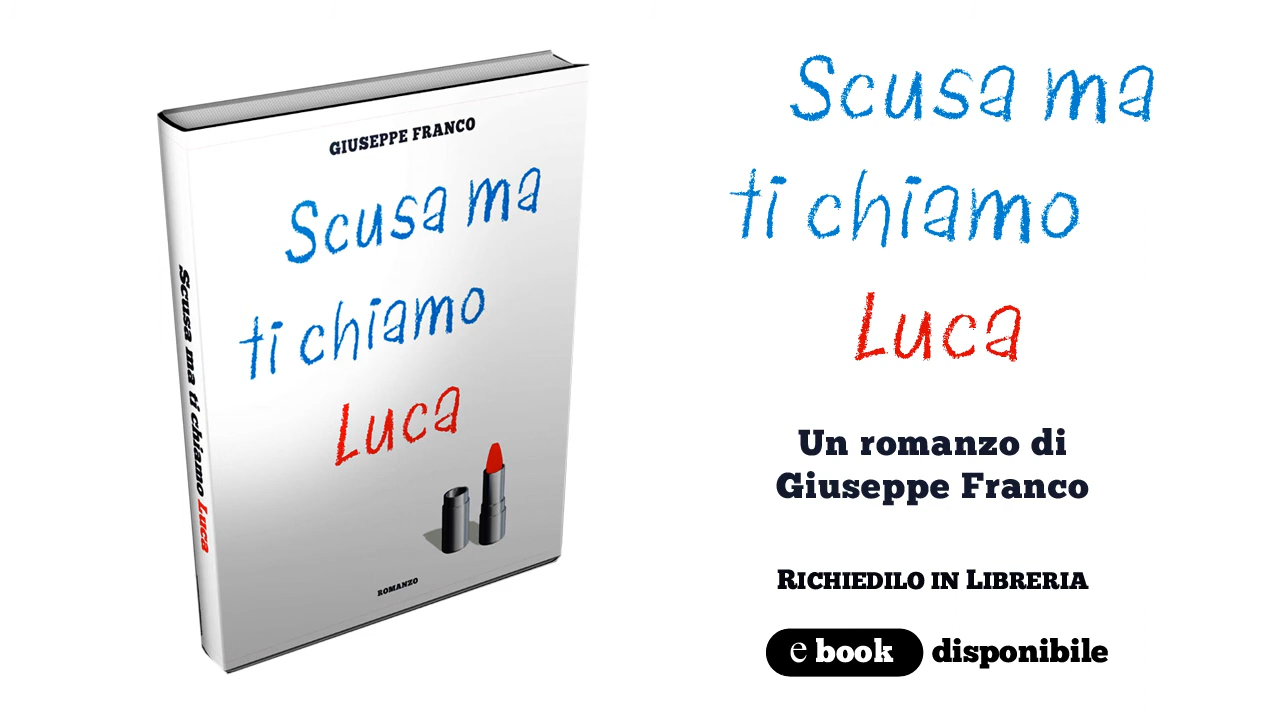 GIUSEPPE FRANCO
Scusa ma
ti chiamo
Luca
ROMANZO
Scusa ma ti chiamo Luca
Scusa ma
ti chiamo
Luca
Un romanzo di
Giuseppe Franco
RICHIEDILO IN LIBRERIA
e book disponibile